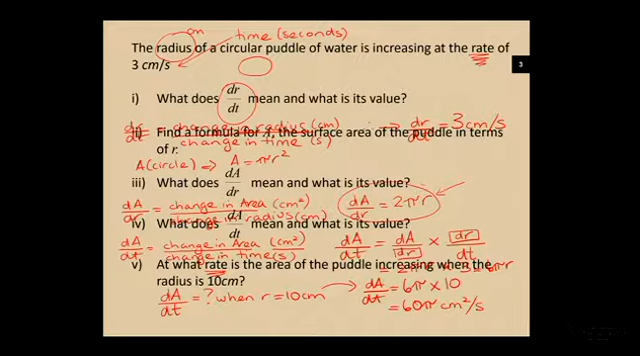 cm time (seconds)
The radius of a circular puddle of water is increasing at the rate of
3 cm/s
3
i) What does dr/dt mean and what is its value?
dr/dt = change in radius (cm) / change in time (s) ∴ dr/dt = 3cm/s
ii) Find a formula for A, the surface area of the puddle in terms
of r.
A(circle) ⇒ A = πr²
iii) What does dA/dr mean and what is its value?
dA/dr = change in Area (cm²) / change in radius (cm) dA/dr = 2πr
iv) What does dA/dt mean and what is its value?
dA/dt = change in Area (cm²) / change in time (s) dA/dt = dA/dr × dr/dt
= 2πr × 3 = 6πr
v) At what rate is the area of the puddle increasing when the
radius is 10cm?
dA/dt = ? when r = 10cm → dA/dt = 6π × 10
= 60π cm²/s